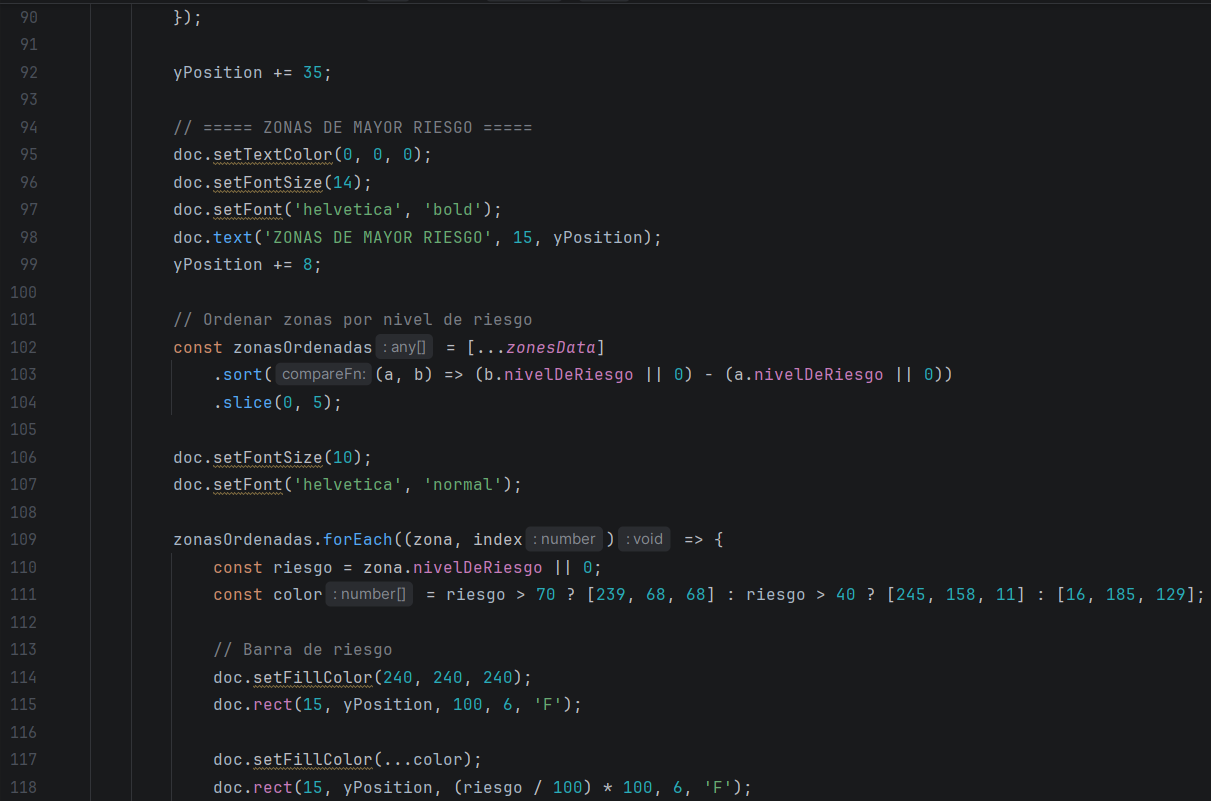 90 });
91
92 yPosition += 35;
93
94 // ===== ZONAS DE MAYOR RIESGO =====
95 doc.setTextColor(0, 0, 0);
96 doc.setFontSize(14);
97 doc.setFont('helvetica', 'bold');
98 doc.text('ZONAS DE MAYOR RIESGO', 15, yPosition);
99 yPosition += 8;
100
101 // Ordenar zonas por nivel de riesgo
102 const zonasOrdenadas : any[] = [...zonesData]
103 .sort( compareFn: (a, b) => (b.nivelDeRiesgo || 0) - (a.nivelDeRiesgo || 0))
104 .slice(0, 5);
105
106 doc.setFontSize(10);
107 doc.setFont('helvetica', 'normal');
108
109 zonasOrdenadas.forEach((zona, index : number ) : void => {
110 const riesgo = zona.nivelDeRiesgo || 0;
111 const color : number[] = riesgo > 70 ? [239, 68, 68] : riesgo > 40 ? [245, 158, 11] : [16, 185, 129];
112
113 // Barra de riesgo
114 doc.setFillColor(240, 240, 240);
115 doc.rect(15, yPosition, 100, 6, 'F');
116
117 doc.setFillColor(...color);
118 doc.rect(15, yPosition, (riesgo / 100) * 100, 6, 'F');